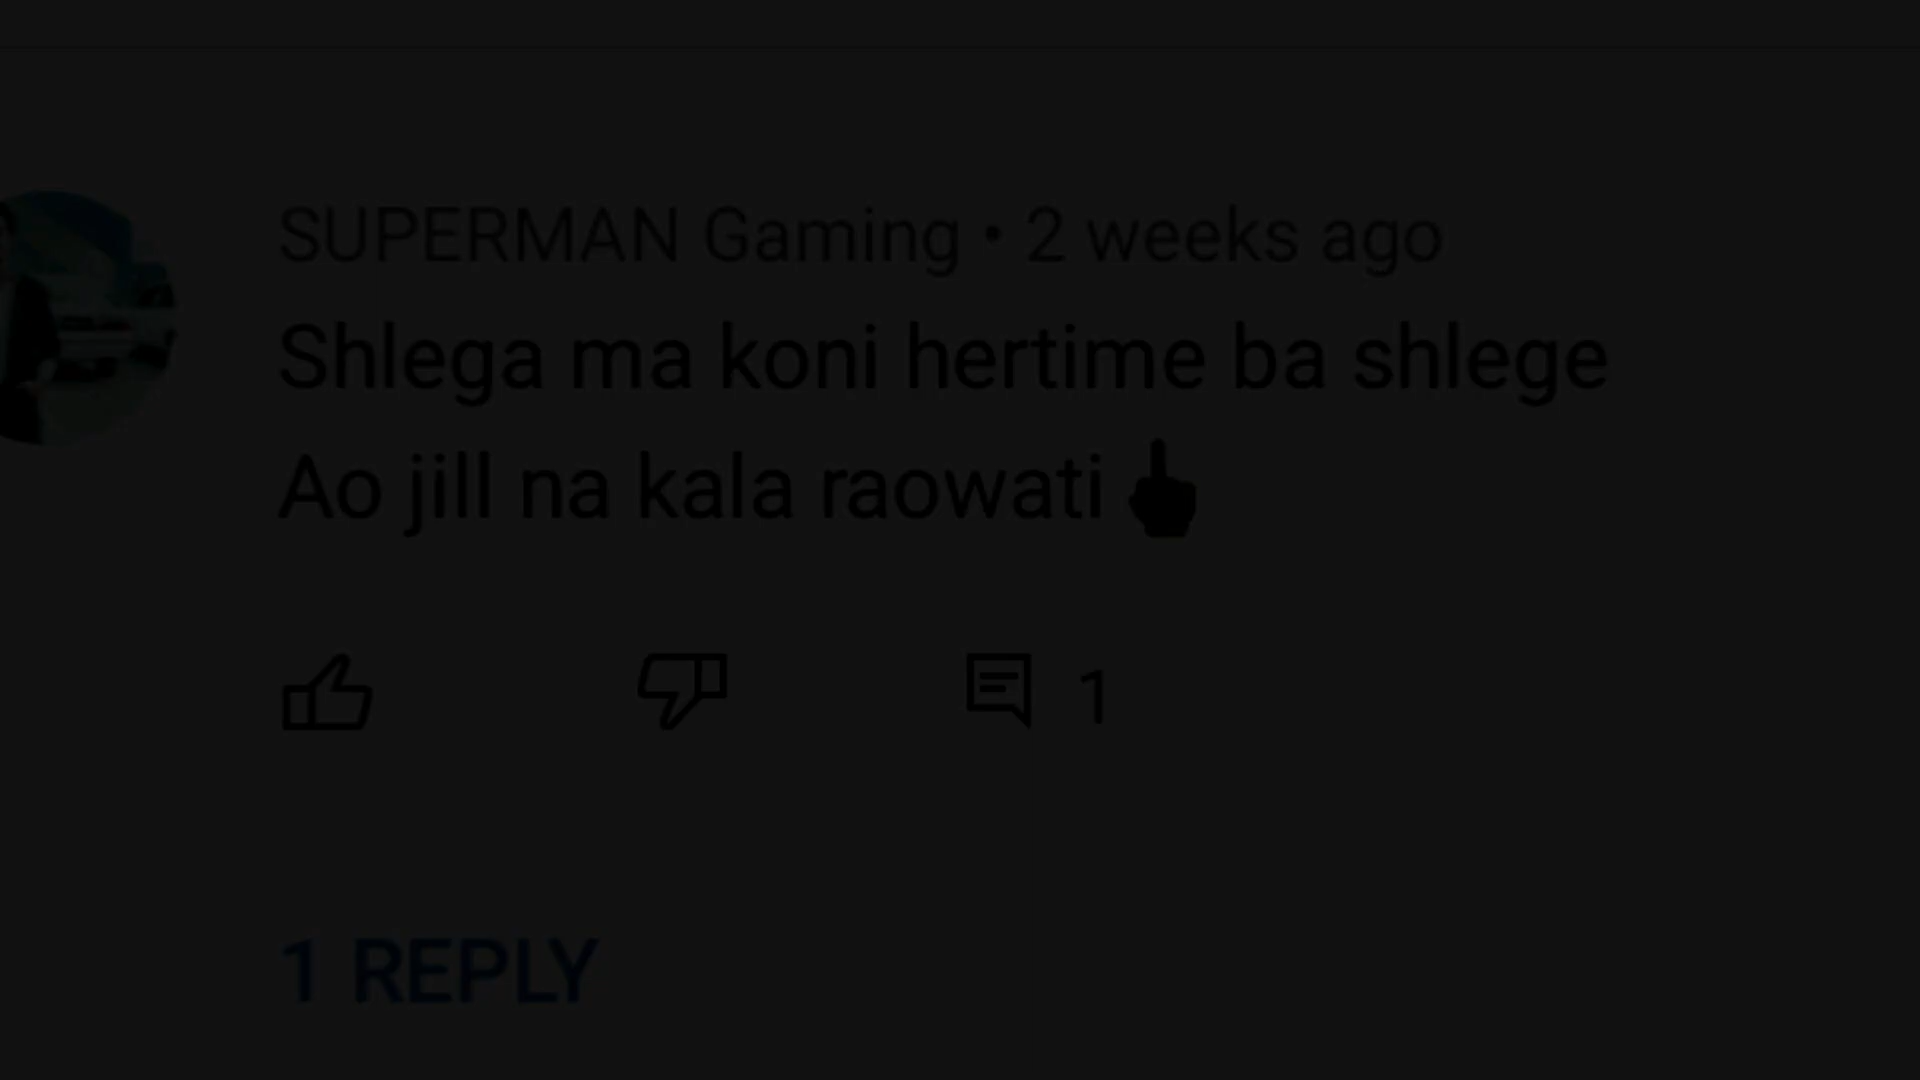 SUPERMAN Gaming • 2 weeks ago
Shlega ma koni hertime ba shlege
Ao jill na kala raowati🖕
1
1 REPLY